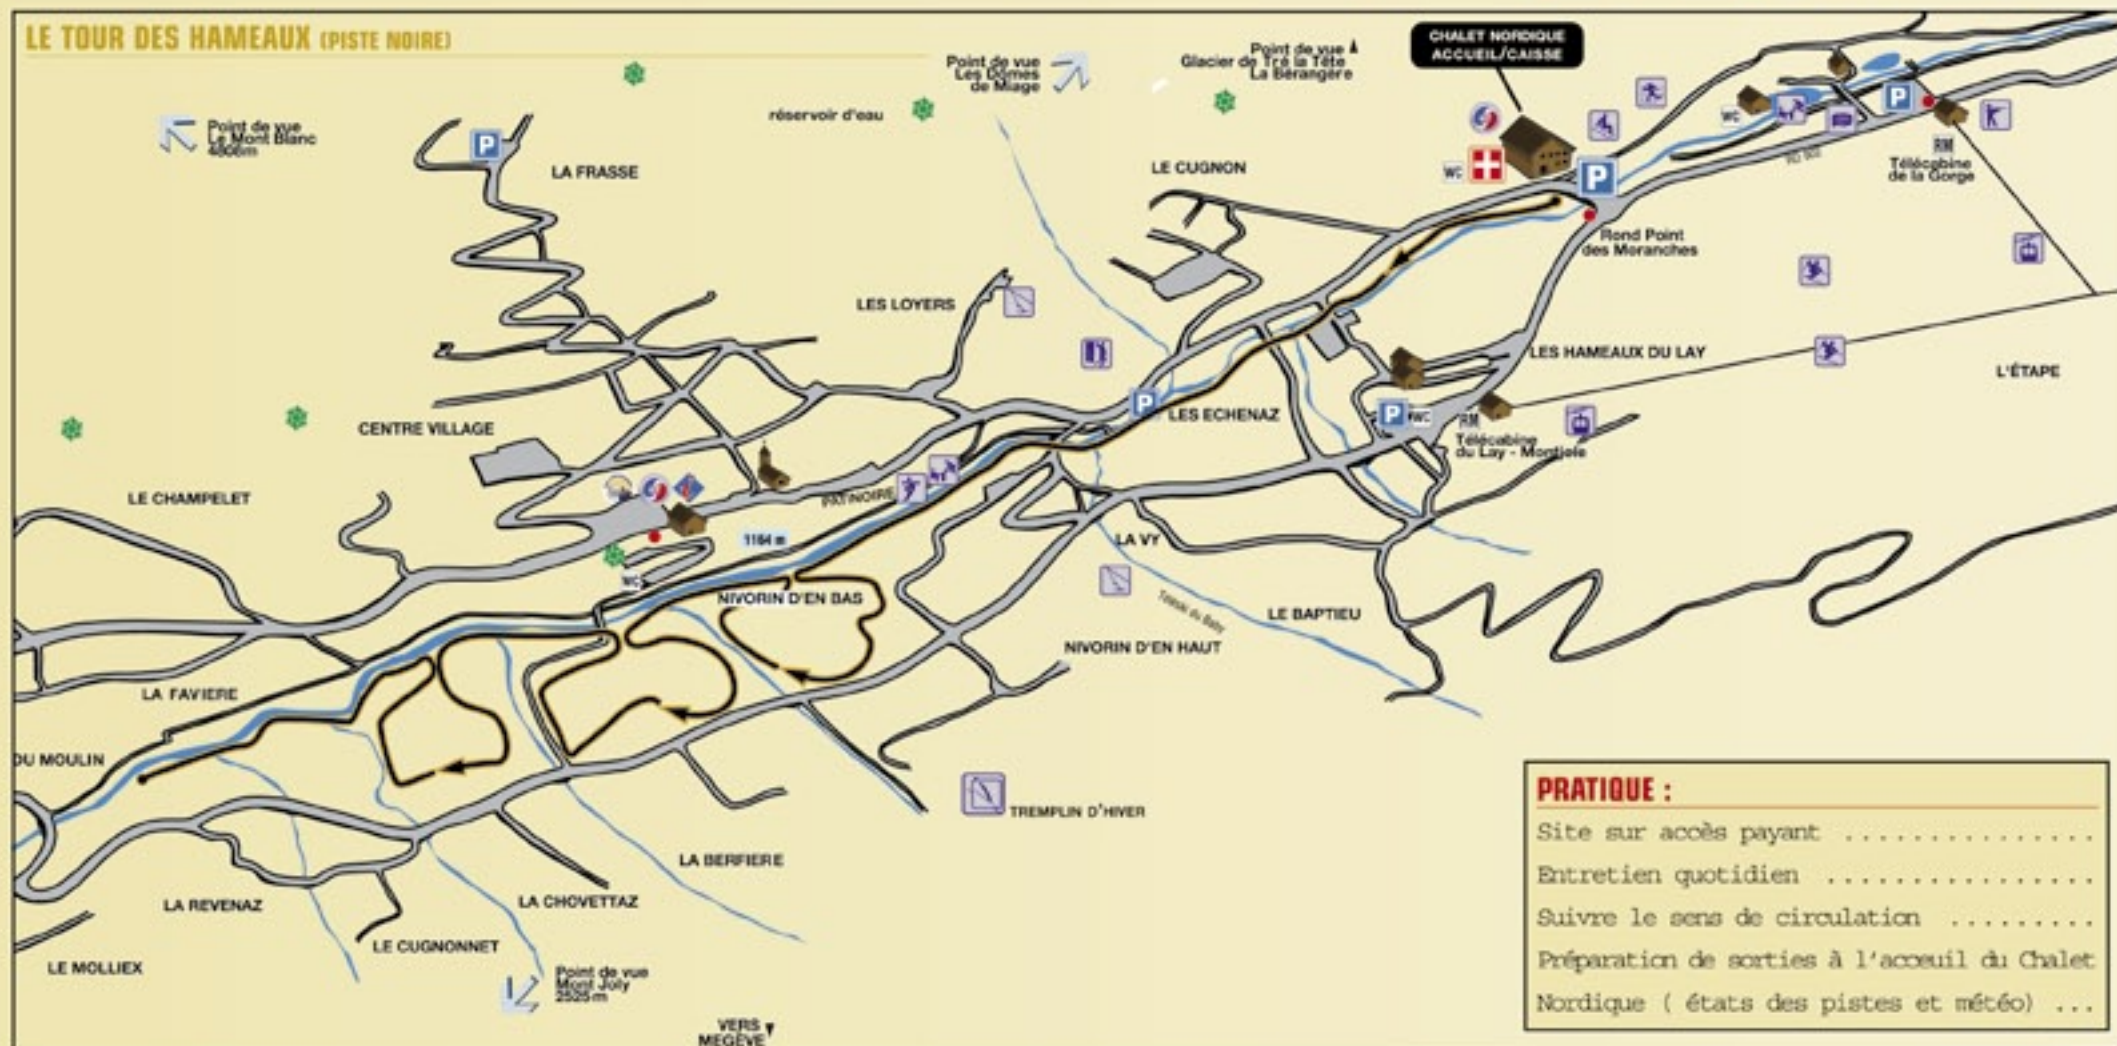 LE TOUR DES HAMEAUX (PISTE NOIRE)
Point de vue
Le Mont Blanc
4808m
P
LA FRASSE
réservoir d'eau
Point de vue
Les Dômes
de Miage
Point de vue
Glacier de Tré la Tête
La Bérangère
CHALET NORDIQUE
ACCUEIL/CAISSE
LE CUGNON
WC
P
WC
P
RM
Télécabine
de la Gorge
Rond Point
des Moranches
LES LOYERS
LES HAMEAUX DU LAY
L'ÉTAPE
P
LES ECHENAZ
P
WC
RM
Télécabine
du Lay - Montjoie
CENTRE VILLAGE
LE CHAMPELET
PATINOIRE
1164 m
WC
LA VY
NIVORIN D'EN BAS
LE BAPTIEU
NIVORIN D'EN HAUT
LA FAVIERE
DU MOULIN
TREMPLIN D'HIVER
LA BERFIERE
LA REVENAZ
LA CHOVETTAZ
LE CUGNONNET
LE MOLLIEX
Point de vue
Mont Joly
2525m
VERS
MEGÈVE
PRATIQUE :
Site sur accès payant ...............
Entretien quotidien ................
Suivre le sens de circulation .........
Préparation de sorties à l'acceuil du Chalet
Nordique ( états des pistes et météo) ...